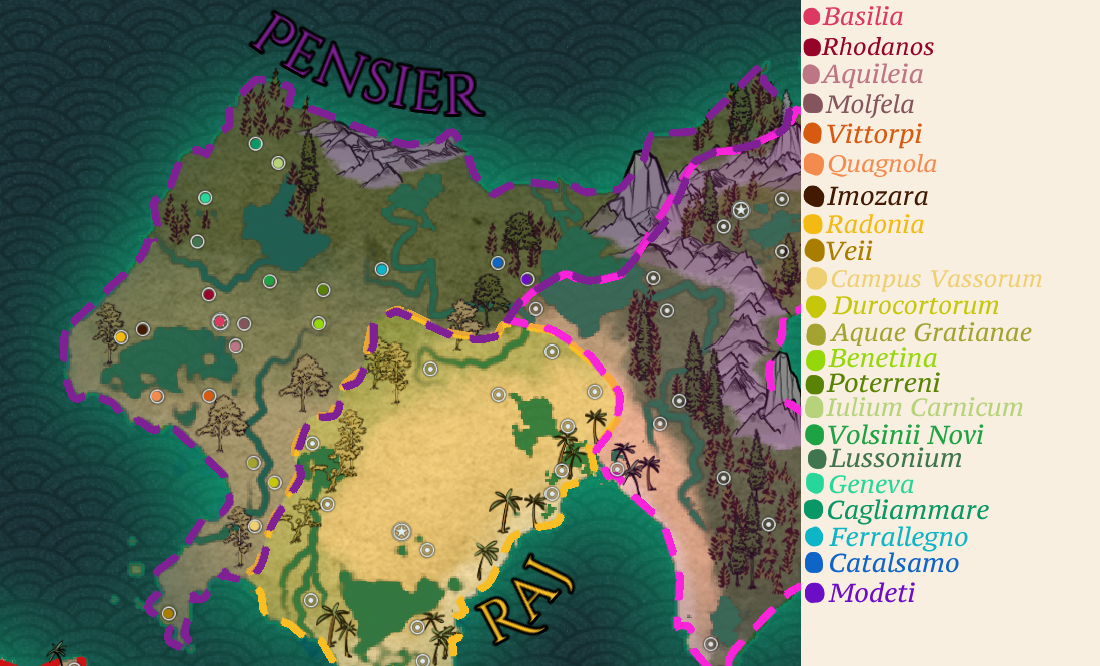 PENSIER
RAJ
Basilia
Rhodanos
Aquileia
Molfela
Vittorpi
Quagnola
Imozara
Radonia
Veii
Campus Vassorum
Durocortorum
Aquae Gratianae
Benetina
Poterreni
Iulium Carnicum
Volsinii Novi
Lussonium
Geneva
Cagliammare
Ferrallegno
Catalsamo
Modeti